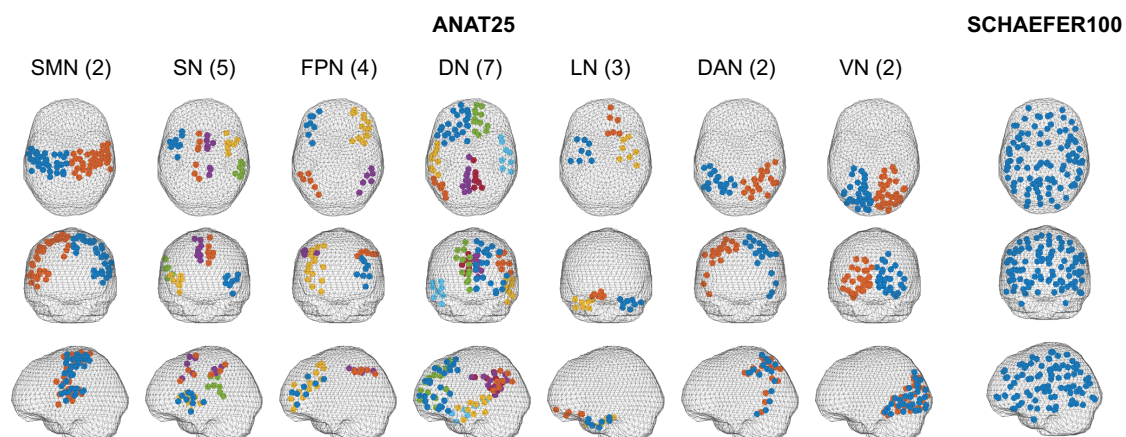 ANAT25 SCHAEFER100
SMN (2) SN (5) FPN (4) DN (7) LN (3) DAN (2) VN (2)